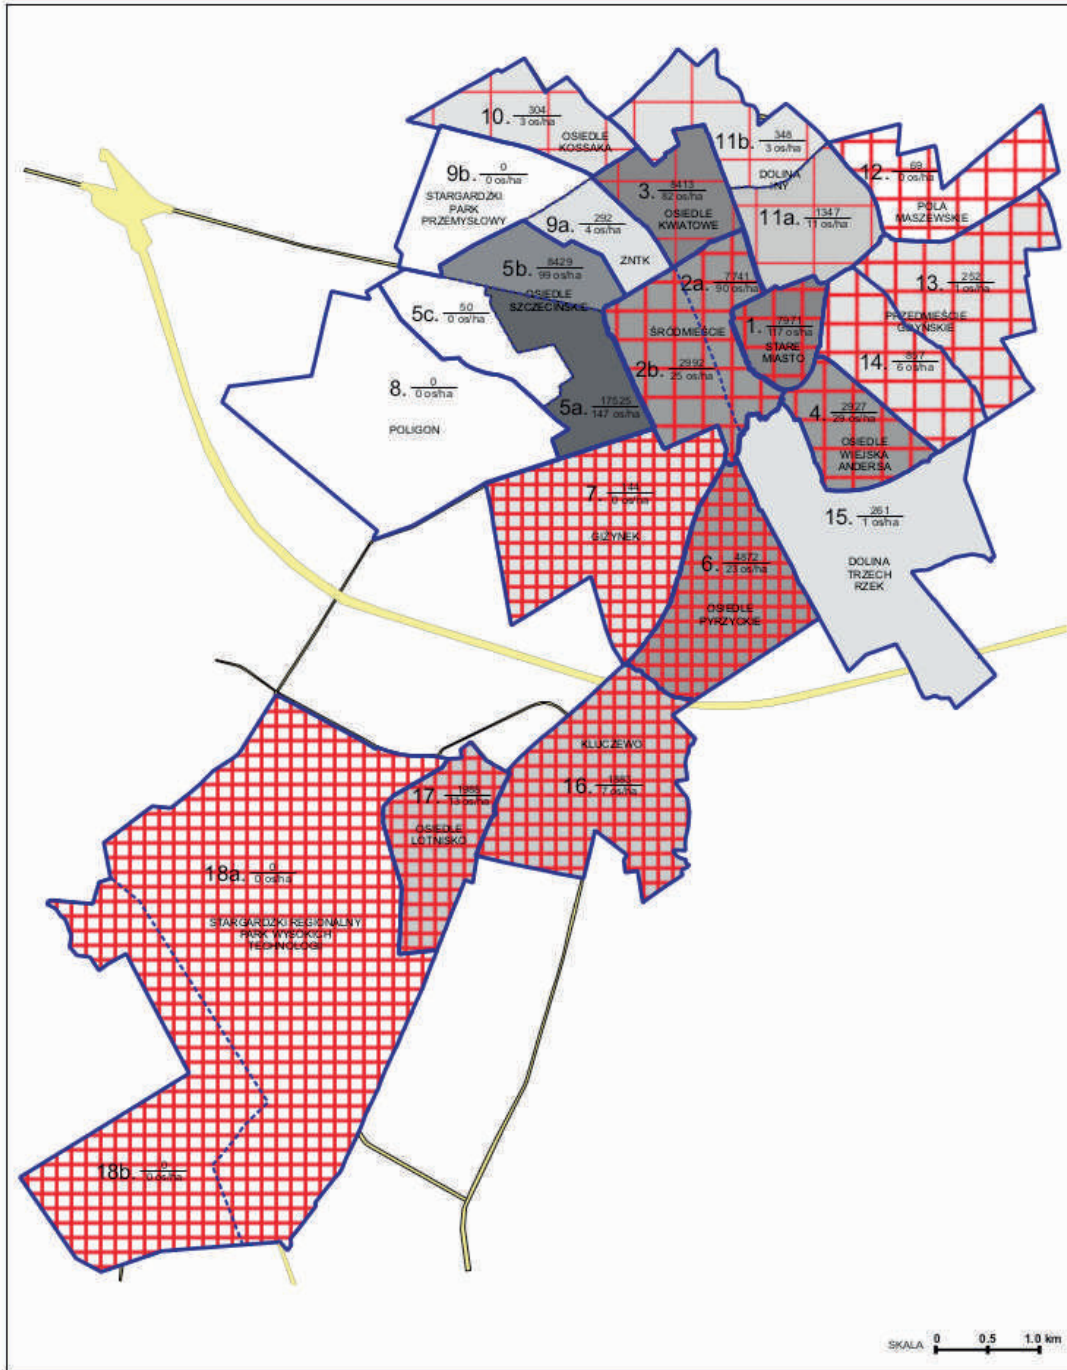 10. 304
3 os/ha
OSIEDLE
KOSSAKA
11b. 348
3 os/ha
DOLINA
INY
12. 69
0 os/ha
POLA
MASZEWSKIE
9b. 0
0 os/ha
STARGARDZKI
PARK
PRZEMYSŁOWY
3. 8413
82 os/ha
OSIEDLE
KWIATOWE
11a. 1347
11 os/ha
9a. 292
4 os/ha
ZNTK
5b. 8429
99 os/ha
OSIEDLE
SZCZECIŃSKIE
2a. 7741
90 os/ha
13. 252
1 os/ha
PRZEDMIEŚCIE
GDYŃSKIE
5c. 50
0 os/ha
ŚRÓDMIEŚCIE
1. 7971
117 os/ha
STARE
MIASTO
14. 857
6 os/ha
2b. 2992
25 os/ha
8. 0
0 os/ha
POLIGON
5a. 17525
147 os/ha
4. 2927
29 os/ha
OSIEDLE
WIEJSKA
ANDERSA
7. 144
0 os/ha
GIŻYNEK
15. 261
1 os/ha
DOLINA
TRZECH
RZEK
6. 4872
23 os/ha
OSIEDLE
PYRZYCKIE
KLUCZEWO
16. 1383
7 os/ha
17. 1986
13 os/ha
OSIEDLE
LOTNISKO
18a. 0
0 os/ha
STARGARDZKI REGIONALNY
PARK WYSOKICH
TECHNOLOGI
18b. 0
0 os/ha
SKALA 0 0.5 1.0 km